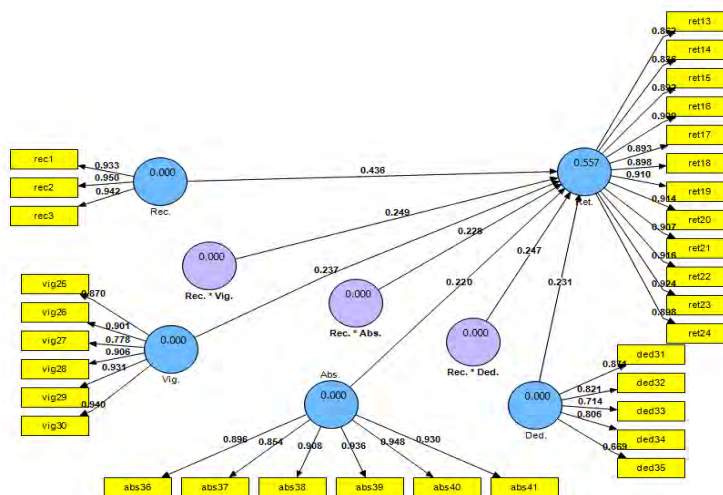 ret13
0.862
ret14
ret15
0.892
ret16
ret17
0.893
ret18
0.898
ret19
0.910
ret20
0.914
ret21
0.907
ret22
0.916
ret23
0.924
ret24
0.898
0.557
Ret.
rec1
0.933
rec2
0.950
rec3
0.942
0.000
Rec.
0.436
0.000
Rec. * Vig.
0.249
0.237
0.000
Rec. * Abs.
0.228
0.220
0.000
Rec. * Ded.
0.247
0.231
vig25
0.870
vig26
0.901
vig27
0.778
vig28
0.906
vig29
0.931
vig30
0.940
0.000
Vig.
Abs.
0.000
0.896
0.854
0.908
0.936
0.948
0.930
abs36
abs37
abs38
abs39
abs40
abs41
0.000
Ded.
ded31
0.874
ded32
0.821
ded33
0.714
ded34
0.806
ded35
0.669